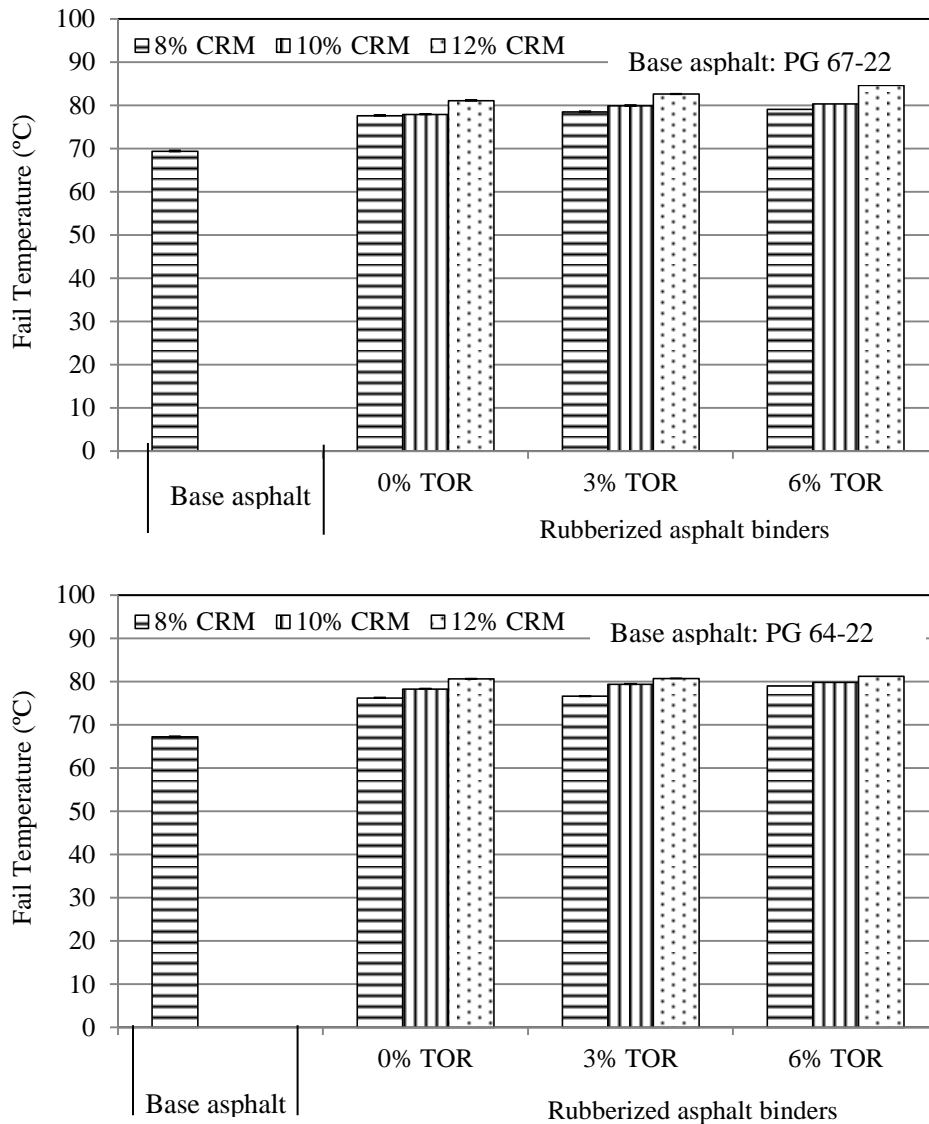 100
90
80
70
60
50
40
30
20
10
0
Fail Temperature (ºC)
8% CRM 10% CRM 12% CRM
Base asphalt: PG 67-22
Base asphalt
0% TOR 3% TOR 6% TOR
Rubberized asphalt binders
100
90
80
70
60
50
40
30
20
10
0
Fail Temperature (ºC)
8% CRM 10% CRM 12% CRM
Base asphalt: PG 64-22
0% TOR 3% TOR 6% TOR
Base asphalt
Rubberized asphalt binders